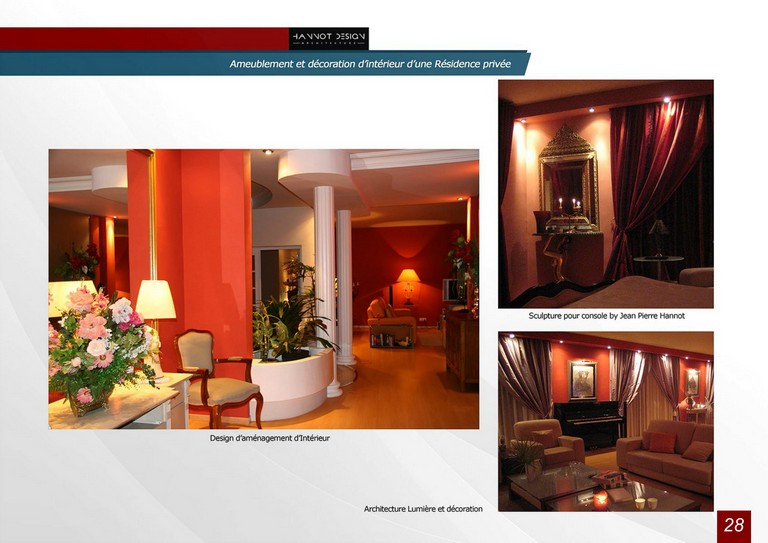 HANNOT DESIGN
ARCHITECTURE
Ameublement et décoration d'intérieur d'une Résidence privée
Sculpture pour console by Jean Pierre Hannot
Design d'aménagement d'Intérieur
Architecture Lumière et décoration
28